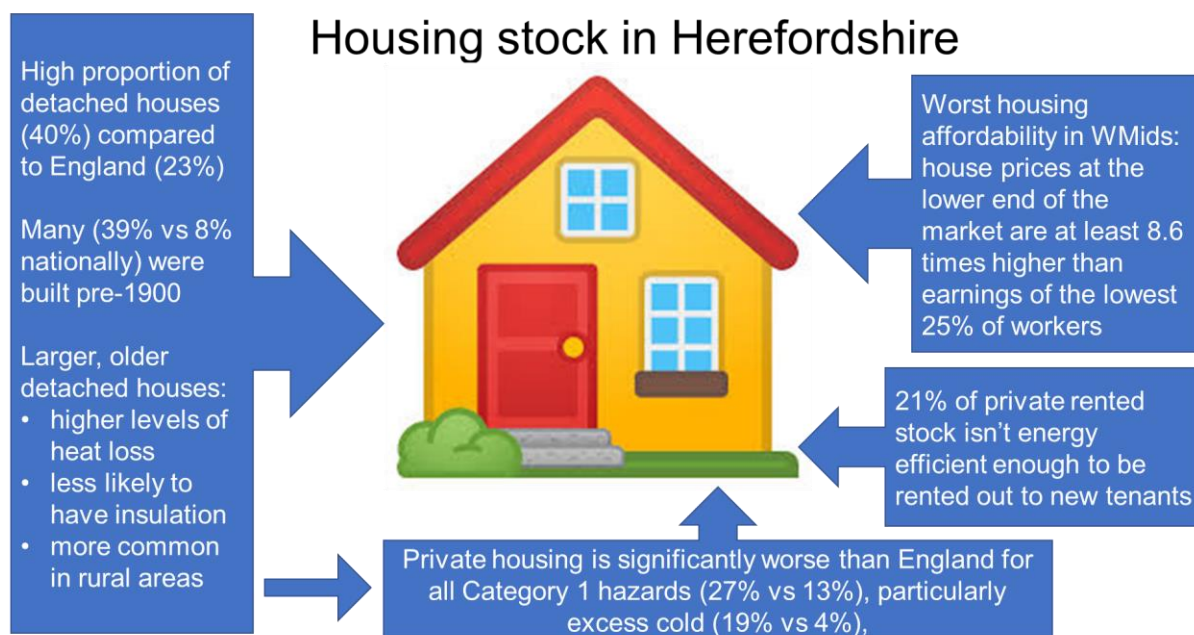 Housing stock in Herefordshire
High proportion of
detached houses
(40%) compared
to England (23%)
Many (39% vs 8%
nationally) were
built pre-1900
Larger, older
detached houses:
• higher levels of
heat loss
• less likely to
have insulation
• more common
in rural areas
Worst housing
affordability in WMids:
house prices at the
lower end of the
market are at least 8.6
times higher than
earnings of the lowest
25% of workers
21% of private rented
stock isn’t energy
efficient enough to be
rented out to new tenants
Private housing is significantly worse than England for
all Category 1 hazards (27% vs 13%), particularly
excess cold (19% vs 4%),